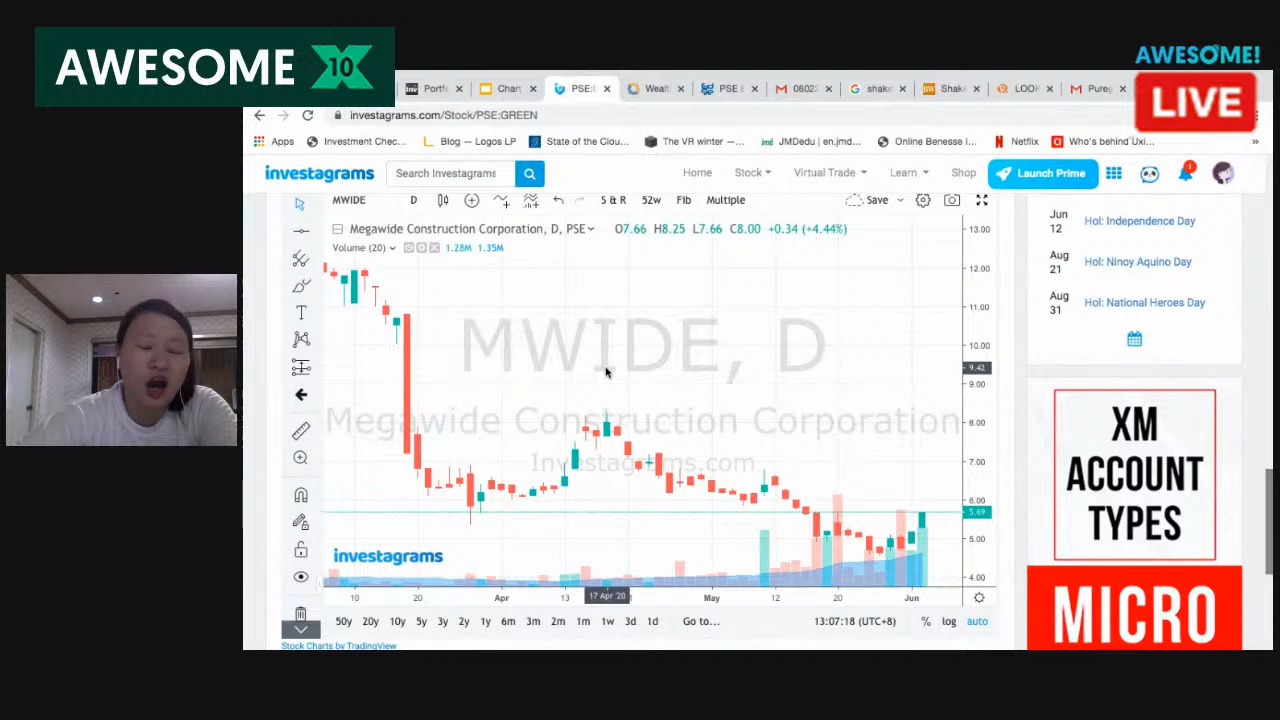 AWESOME X 10
AWESOME!
LIVE
Portfo
Chart
PSE:
Wealt
PSE E
0602
shake
Shake
LOO
Pureg
investagrams.com/Stock/PSE:GREEN
Apps
Investment Chec...
Blog — Logos LP
State of the Clou...
The VR winter —...
JMDedu | en.jmd...
Online Benesse I...
Netflix
Who's behind Uxi...
»
investagrams
Search Investagrams
Home
Stock
Virtual Trade
Learn
Shop
Launch Prime
1
MWIDE
D
S & R
52w
Fib
Multiple
Save
Megawide Construction Corporation, D, PSE
O7.66 H8.25 L7.66 C8.00 +0.34 (+4.44%)
Volume (20)
1.28M 1.35M
MWIDE, D
Megawide Construction Corporation
Investagrams.com
investagrams
13.00
12.00
11.00
10.00
9.42
9.00
8.00
7.00
6.00
5.69
5.00
4.00
10
20
Apr
13
17 Apr '20
May
12
20
Jun
50y 20y 10y 5y 3y 2y 1y 6m 3m 2m 1m 1w 3d 1d
Go to...
13:07:18 (UTC+8)
%
log
auto
Stock Charts by TradingView
Jun 12
Hol: Independence Day
Aug 21
Hol: Ninoy Aquino Day
Aug 31
Hol: National Heroes Day
XM
ACCOUNT
TYPES
MICRO